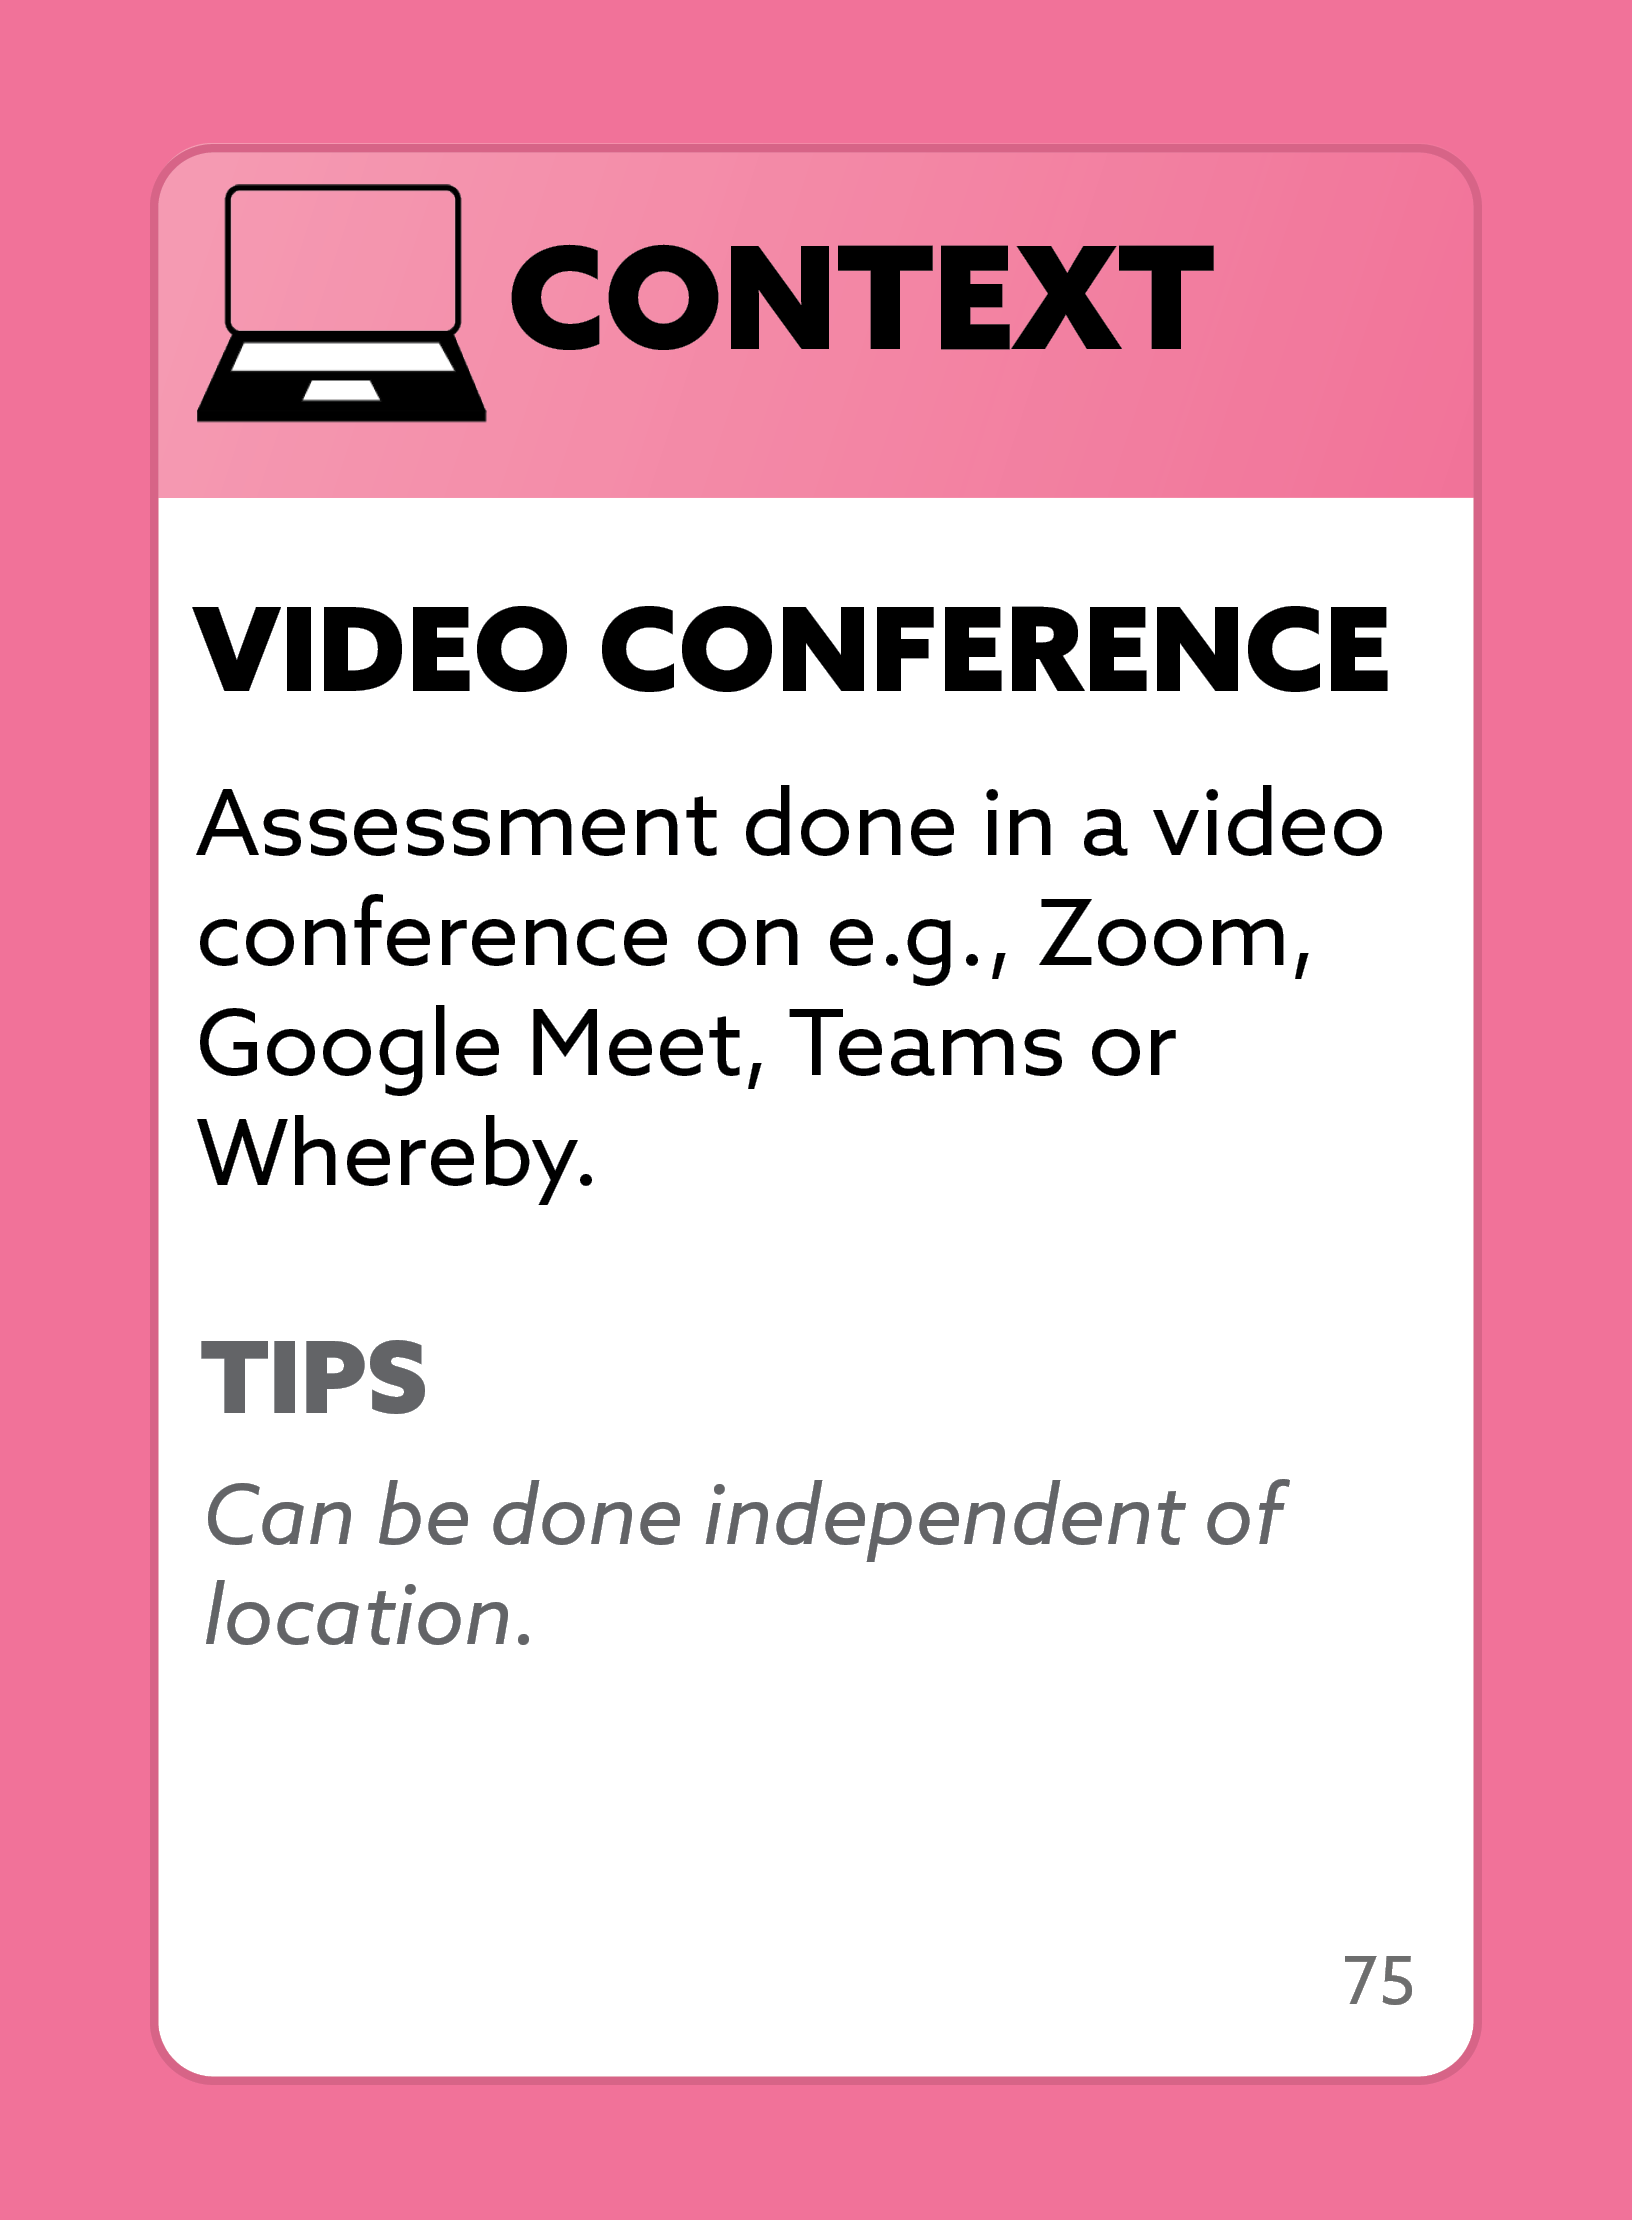 CONTEXT
VIDEO CONFERENCE
Assessment done in a video
conference on e.g., Zoom,
Google Meet, Teams or
Whereby.
TIPS
Can be done independent of
location.
75